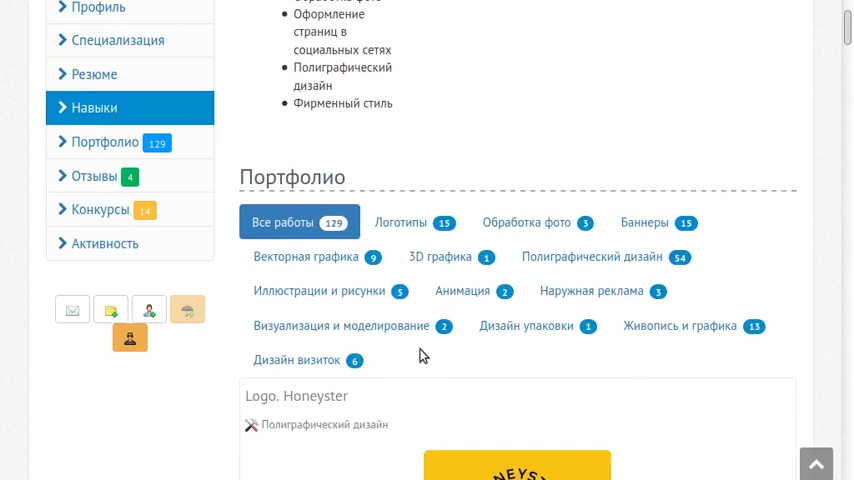 Профиль
Специализация
Резюме
Навыки
Портфолио 129
Отзывы 4
Конкурсы 14
Активность
Оформление
страниц в
социальных сетях
Полиграфический
дизайн
Фирменный стиль
Портфолио
Все работы 129 Логотипы 15 Обработка фото 3 Баннеры 15
Векторная графика 9 3D графика 1 Полиграфический дизайн 54
Иллюстрации и рисунки 5 Анимация 2 Наружная реклама 3
Визуализация и моделирование 2 Дизайн упаковки 1 Живопись и графика 13
Дизайн визиток 6
Logo. Honeyster
Полиграфический дизайн